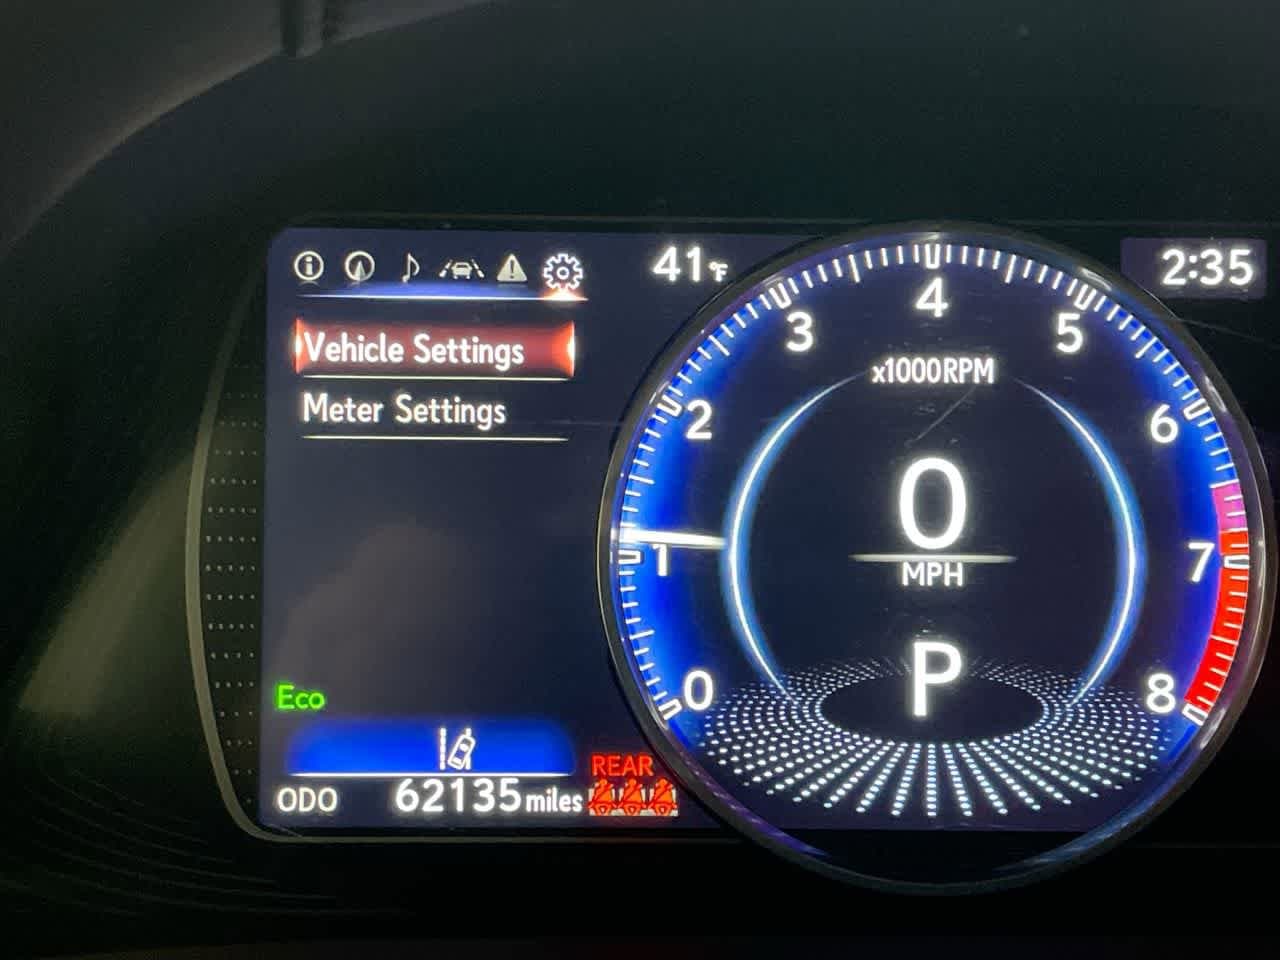 41°F
2:35
Vehicle Settings
Meter Settings
Eco
ODO 62135 miles
REAR
0
1
2
3
4
5
6
7
8
x1000RPM
0
MPH
P